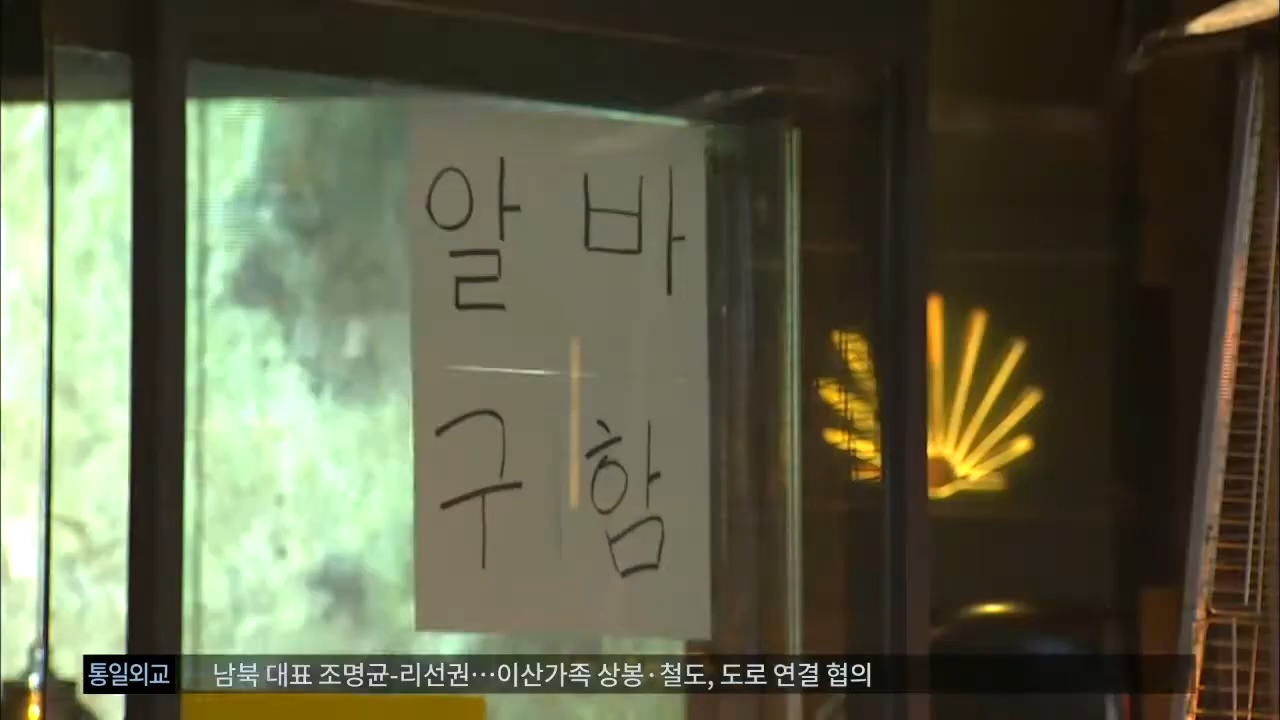 알바
구함
통일외교 남북 대표 조명균-리선권…이산가족 상봉·철도, 도로 연결 협의